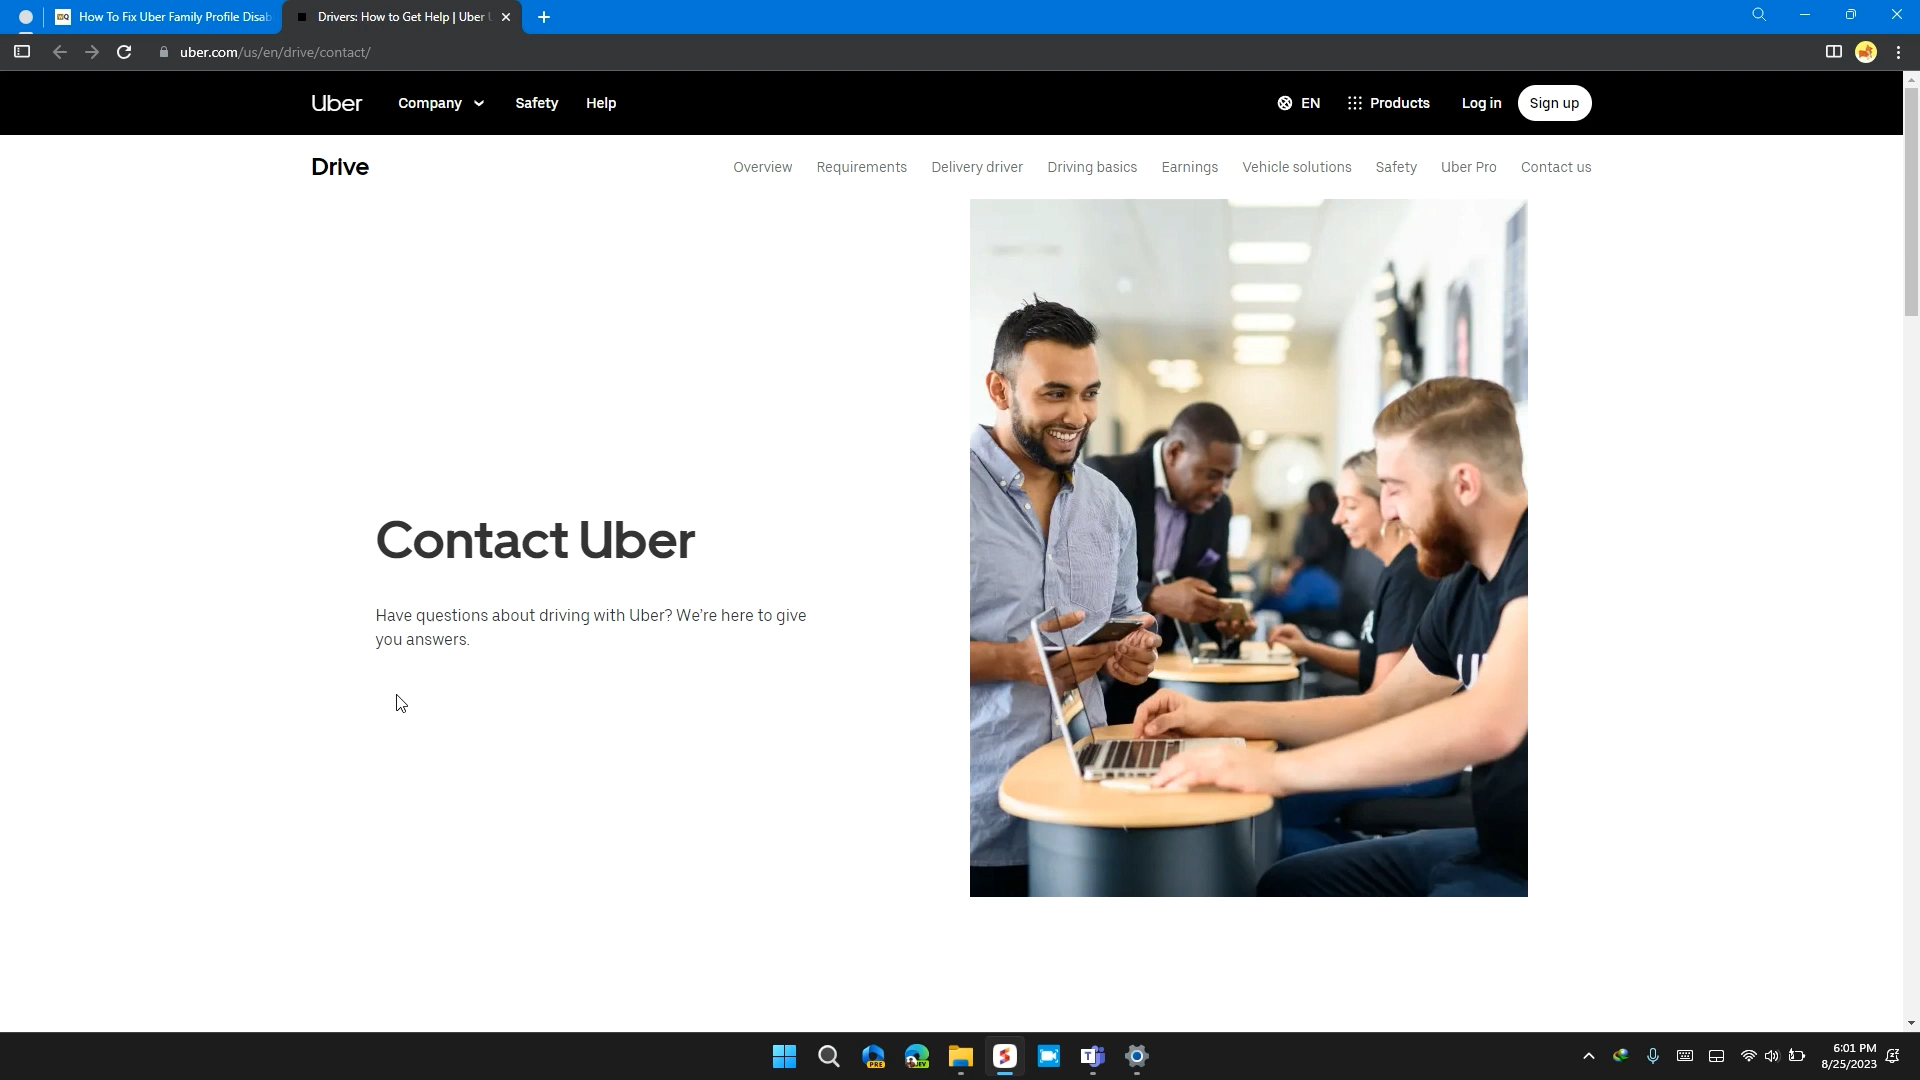 How To Fix Uber Family Profile Disab
Drivers: How to Get Help | Uber
uber.com/us/en/drive/contact/
Uber Company Safety Help EN Products Log in Sign up
Drive Overview Requirements Delivery driver Driving basics Earnings Vehicle solutions Safety Uber Pro Contact us
Contact Uber
Have questions about driving with Uber? We're here to give
you answers.
PRE
6:01 PM
8/25/2023